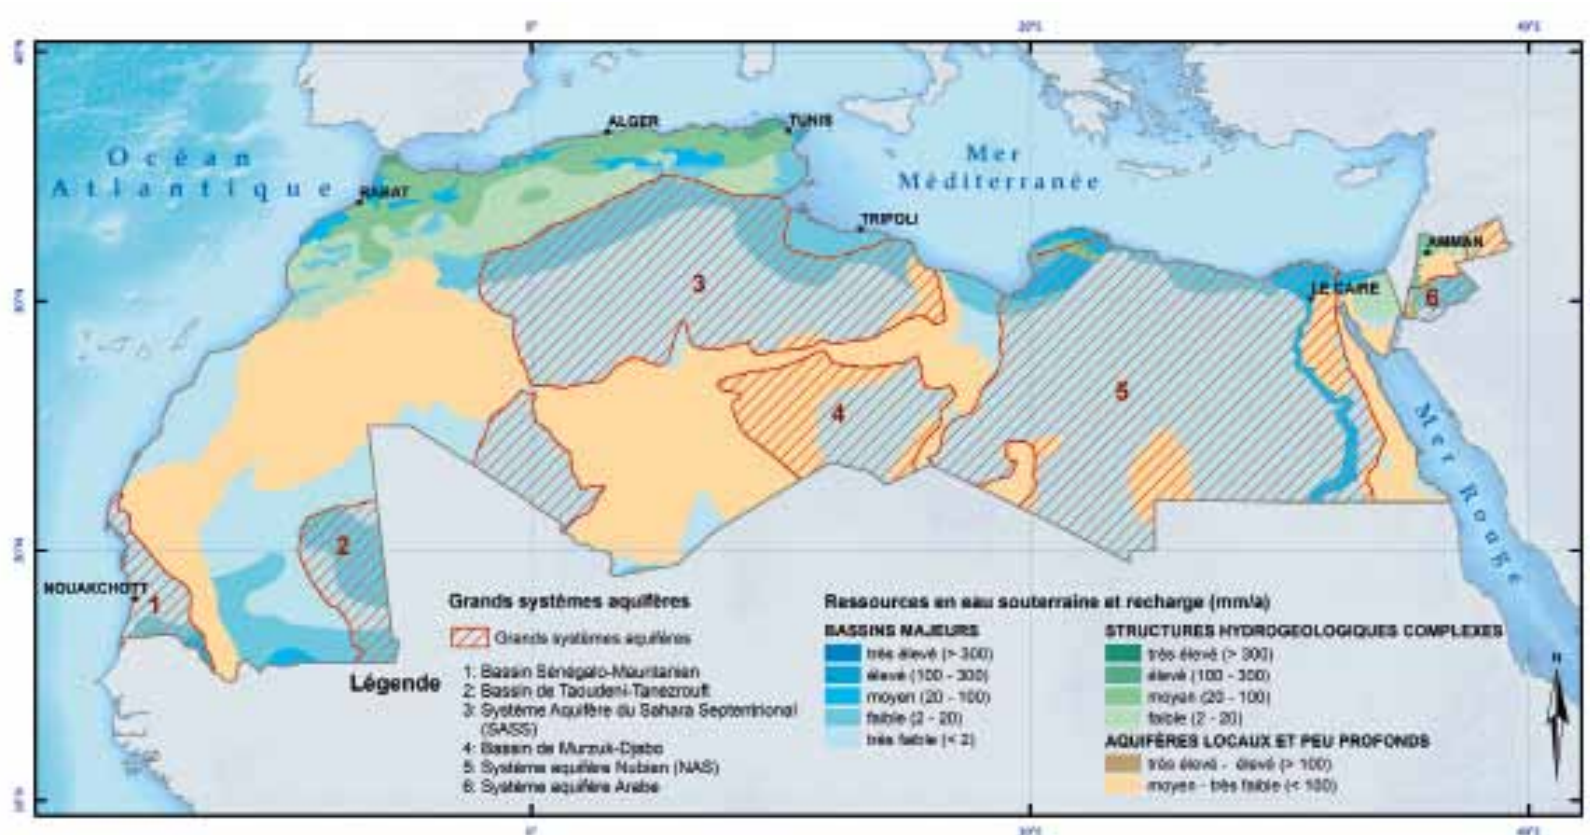 0°
ALGER
TUNIS
Océan
Atlantique
Mer
Méditerranée
RABAT
TRIPOLI
AMMAN
LE CAIRE
3
6
5
4
Mer Rouge
2
NOUAKCHOTT
1
Légende
Grands systèmes aquifères
Grands systèmes aquifères
1: Bassin Sénégalo-Mauritanien
2: Bassin de Taoudeni-Tanezrouft
3: Système Aquifère du Sahara Septentrional
(SASS)
4: Bassin de Murzuk-Djado
5: Système aquifère Nubien (NAS)
6: Système aquifère Arabe
Ressources en eau souterraine et recharge (mm/a)
BASSINS MAJEURS
très élevé (> 300)
élevé (100 - 300)
moyen (20 - 100)
faible (2 - 20)
très faible (< 2)
STRUCTURES HYDROGEOLOGIQUES COMPLEXES
très élevé (> 300)
élevé (100 - 300)
moyen (20 - 100)
faible (2 - 20)
AQUIFÈRES LOCAUX ET PEU PROFONDS
très élevé - élevé (> 100)
moyen - très faible (< 100)
N
0°